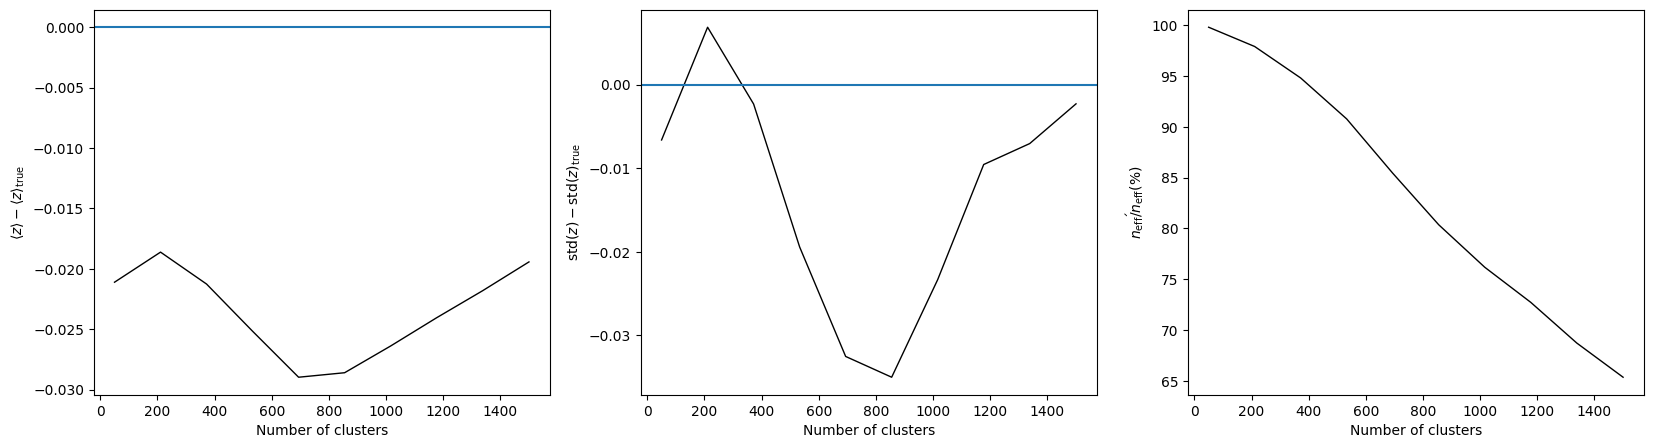 0.000
−0.005
−0.010
−0.015
−0.020
−0.025
−0.030
⟨z⟩ − ⟨z⟩true
0 200 400 600 800 1000 1200 1400
Number of clusters
0.00
−0.01
−0.02
−0.03
std(z) − std(z)true
0 200 400 600 800 1000 1200 1400
Number of clusters
100
95
90
85
80
75
70
65
n′eff/neff(%)
0 200 400 600 800 1000 1200 1400
Number of clusters